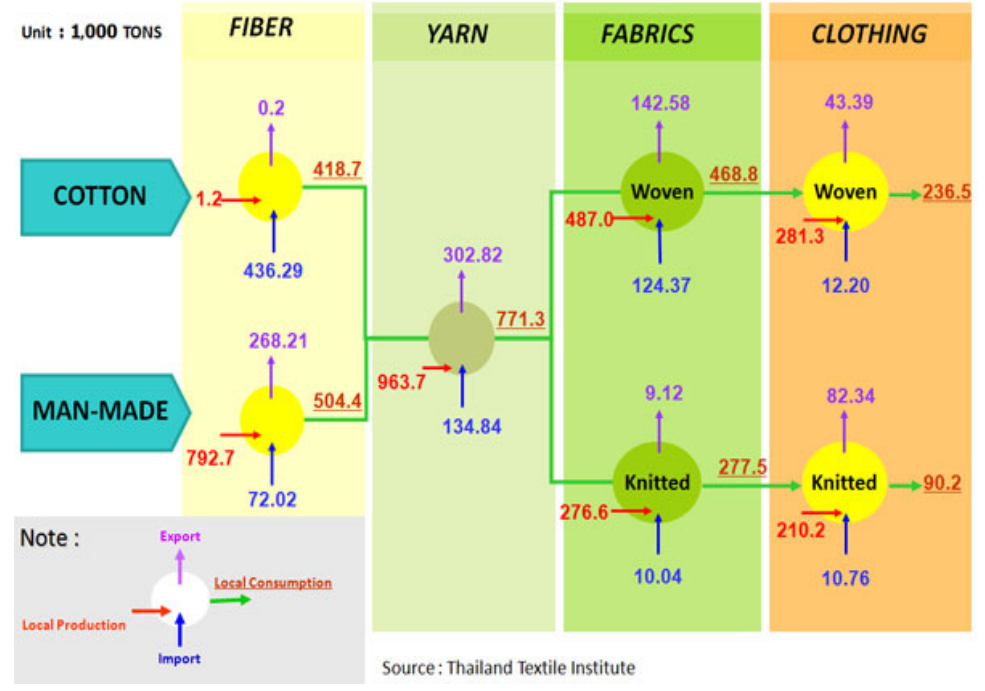 Unit : 1,000 TONS
FIBER
YARN
FABRICS
CLOTHING
COTTON
0.2
418.7
1.2
436.29
MAN-MADE
268.21
504.4
792.7
72.02
302.82
771.3
963.7
134.84
142.58
Woven
468.8
487.0
124.37
43.39
Woven
236.5
281.3
12.20
9.12
Knitted
277.5
276.6
10.04
82.34
Knitted
90.2
210.2
10.76
Note :
Export
Local Consumption
Local Production
Import
Source : Thailand Textile Institute